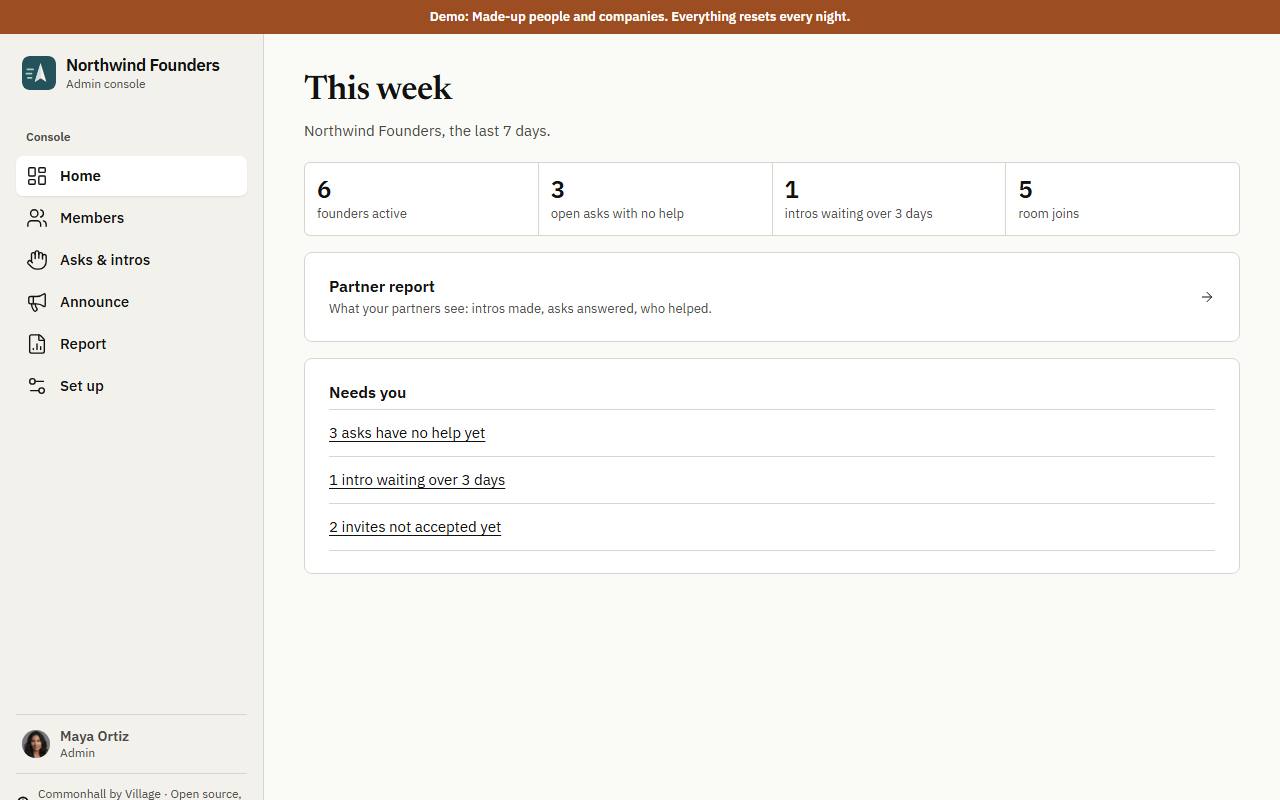 Demo: Made-up people and companies. Everything resets every night.
Northwind Founders
Admin console
Console
Home
Members
Asks & intros
Announce
Report
Set up
Maya Ortiz
Admin
Commonhall by Village · Open source,
This week
Northwind Founders, the last 7 days.
6
founders active
3
open asks with no help
1
intros waiting over 3 days
5
room joins
Partner report
What your partners see: intros made, asks answered, who helped.
Needs you
3 asks have no help yet
1 intro waiting over 3 days
2 invites not accepted yet